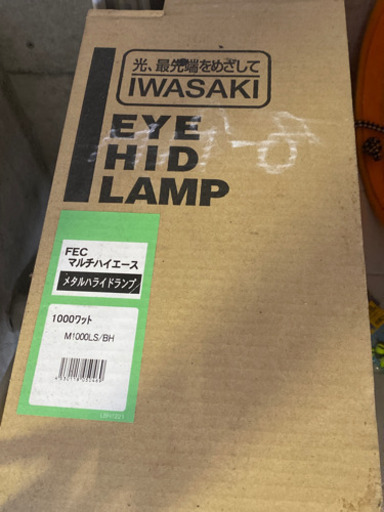 光、最先端をめざして
IWASAKI
EYE
HID
LAMP
FEC
マルチハイエース
メタルハライドランプ
1000ワット
M1000LS/BH